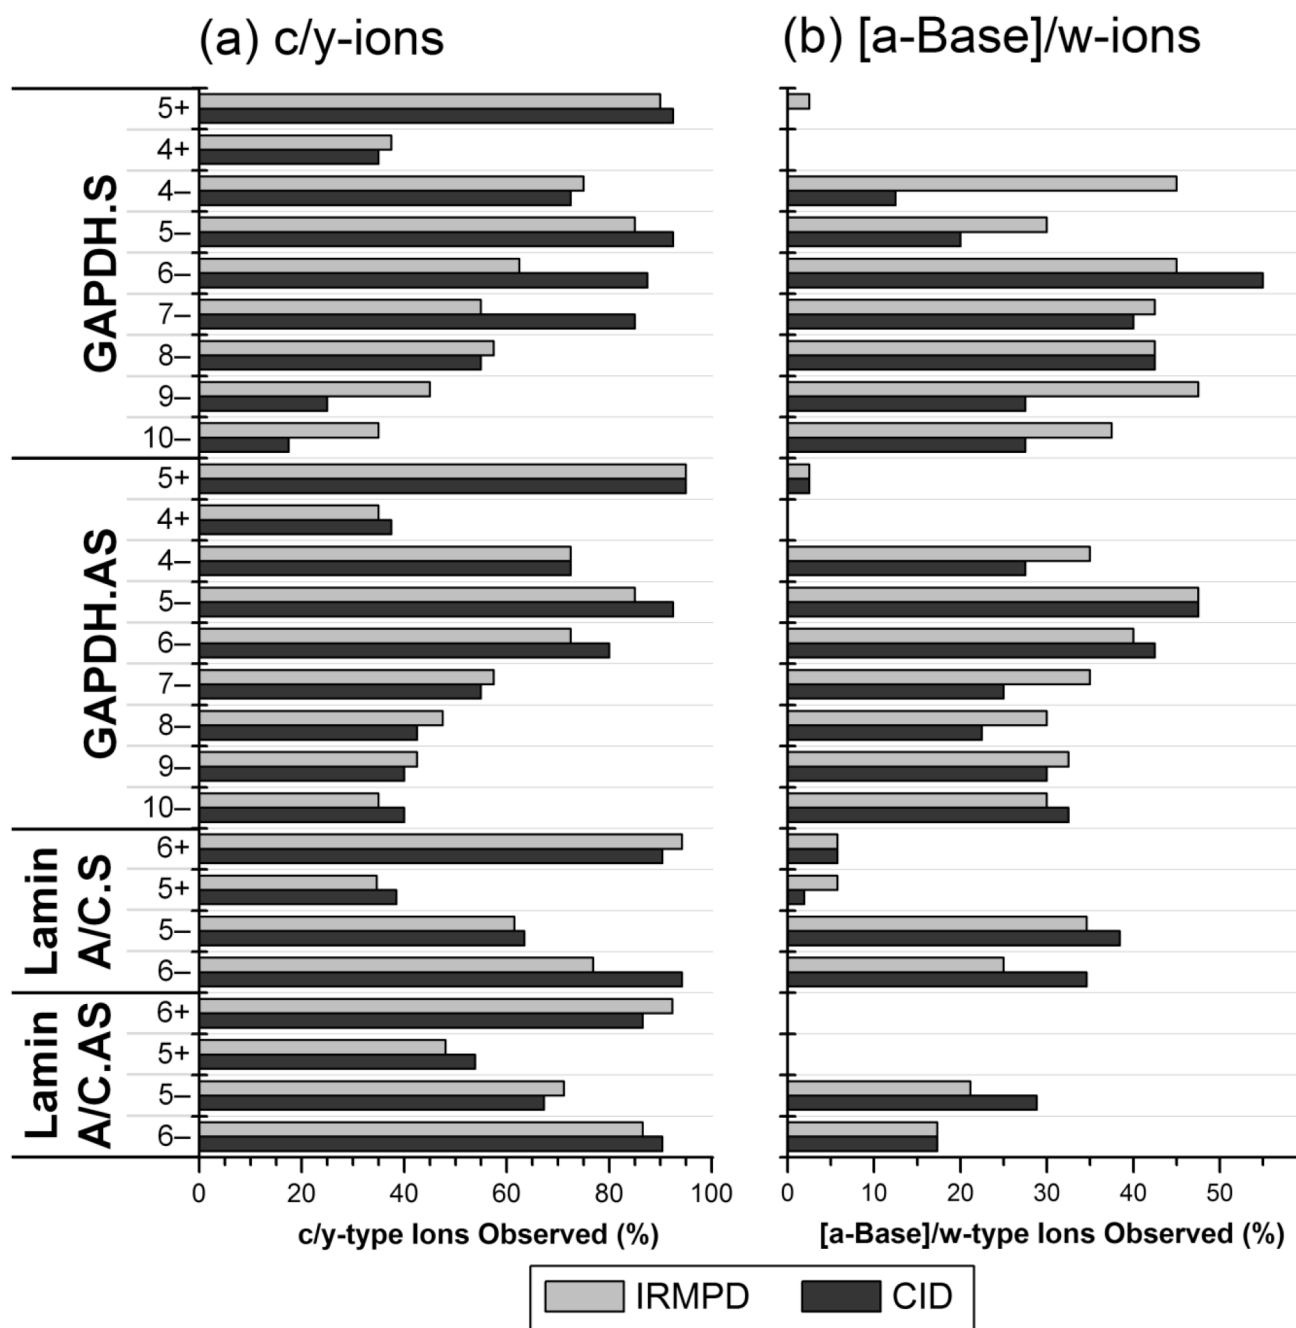 (a) c/y-ions
(b) [a-Base]/w-ions
GAPDH.S
5+
4+
4–
5–
6–
7–
8–
9–
10–
GAPDH.AS
5+
4+
4–
5–
6–
7–
8–
9–
10–
Lamin
A/C.S
6+
5+
5–
6–
Lamin
A/C.AS
6+
5+
5–
6–
0 20 40 60 80 100
0 10 20 30 40 50
c/y-type Ions Observed (%)
[a-Base]/w-type Ions Observed (%)
IRMPD CID